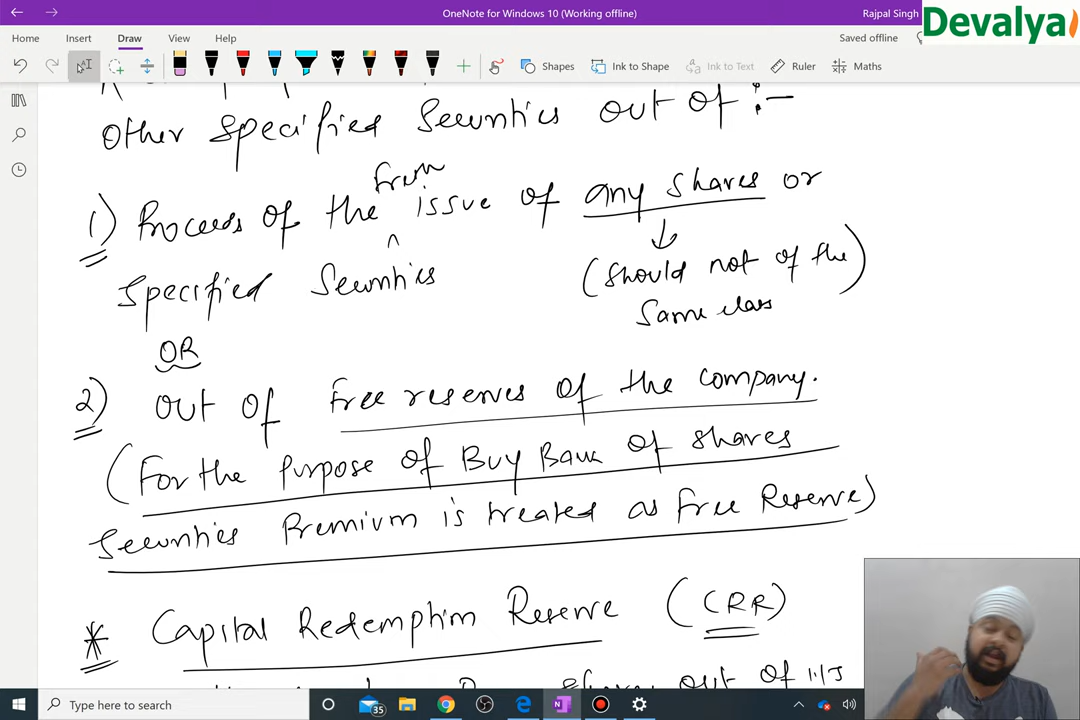 OneNote for Windows 10 (Working offline)
Rajpal Singh
Devalya
Home Insert Draw View Help
Saved offline
Shapes Ink to Shape Ink to Text Ruler Maths
Other Specified Securities out of :-
1) Proceeds of the from issue of any shares or
Specified Securities
(Should not of the
Same class)
OR
2) out of free reserves of the company.
(For the purpose of Buy Back of shares
Securities Premium is treated as Free Reserve)
* Capital Redemption Reserve (CRR)
out of
Type here to search
35